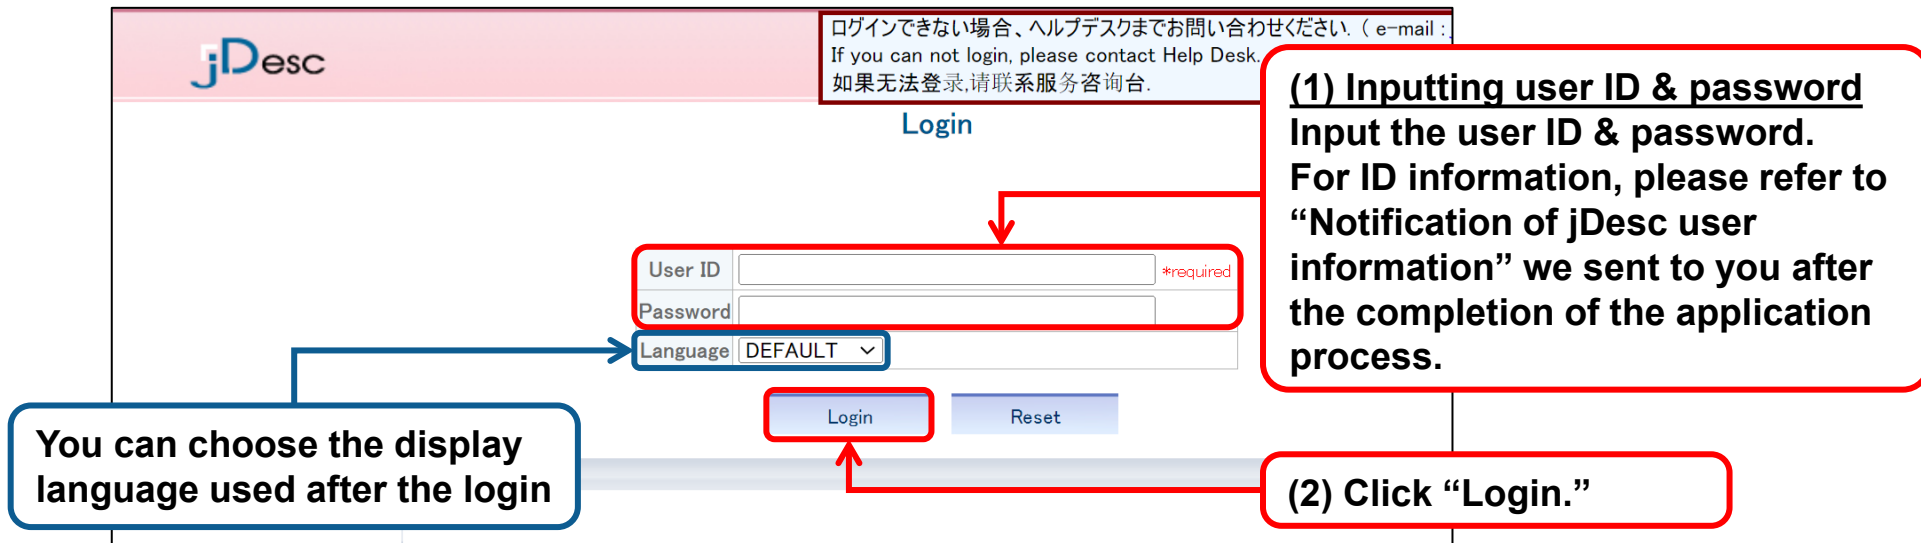 jDesc
ログインできない場合、ヘルプデスクまでお問い合わせください. ( e-mail :
If you can not login, please contact Help Desk.
如果无法登录,请联系服务咨询台.
Login
(1) Inputting user ID & password
Input the user ID & password.
For ID information, please refer to
“Notification of jDesc user
information” we sent to you after
the completion of the application
process.
User ID
*required
Password
Language DEFAULT
Login Reset
You can choose the display
language used after the login
(2) Click “Login.”